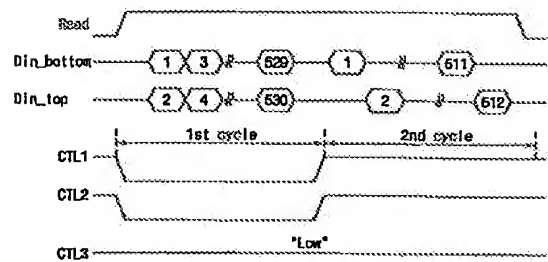 Read
Din_bottom 1 3 529 1 511
Din_top 2 4 530 2 512
1st cycle 2nd cycle
CTL1
CTL2
"Low"
CTL3